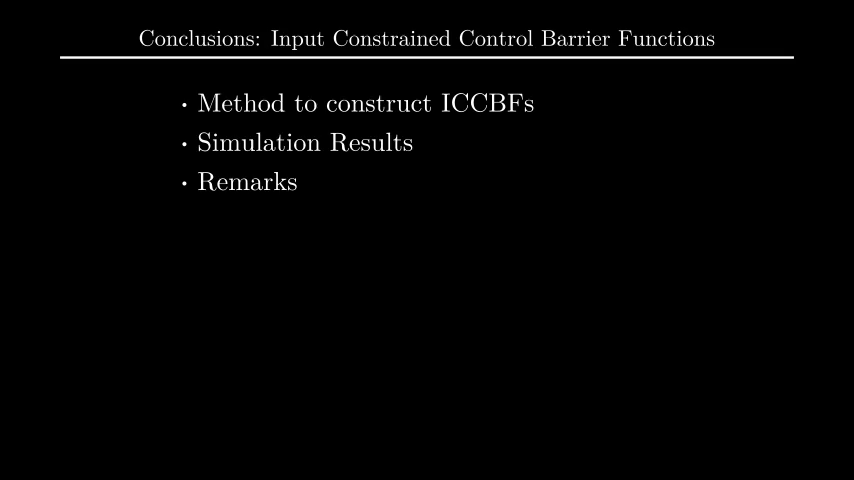 Conclusions: Input Constrained Control Barrier Functions
· Method to construct ICCBFs
· Simulation Results
· Remarks